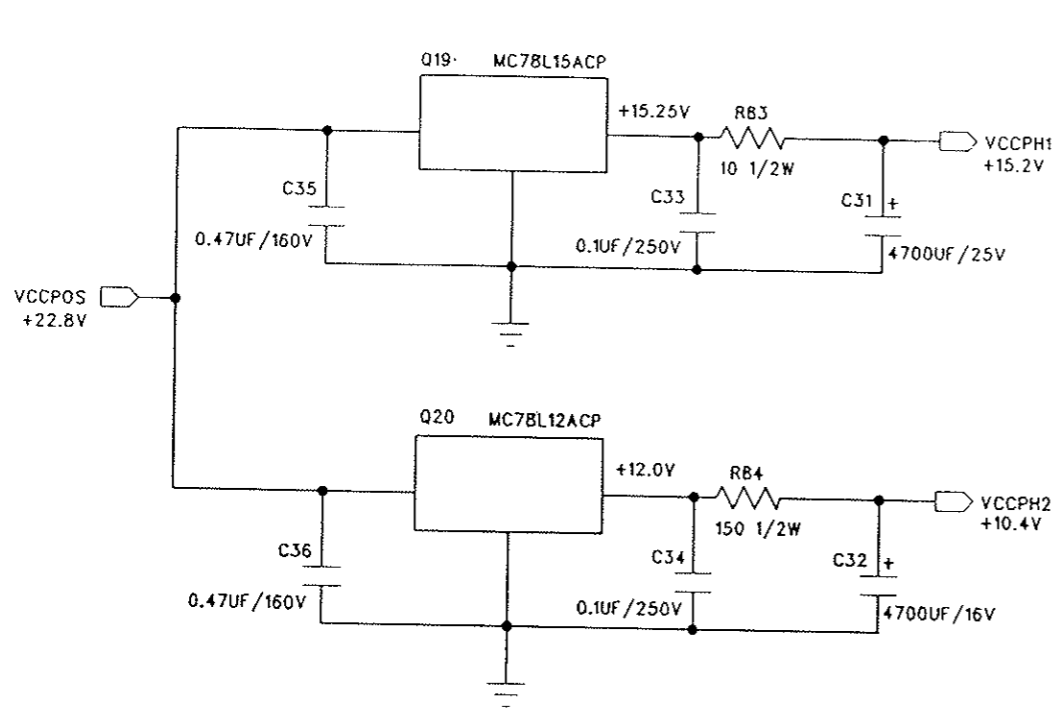 Q19 MC78L15ACP
+15.25V
R83
VCCPH1
+15.2V
10 1/2W
C35
C33
C31 +
0.47UF/160V
0.1UF/250V
4700UF/25V
VCCPOS
+22.8V
Q20 MC78L12ACP
+12.0V
R84
VCCPH2
+10.4V
150 1/2W
C36
C34
C32 +
0.47UF/160V
0.1UF/250V
4700UF/16V